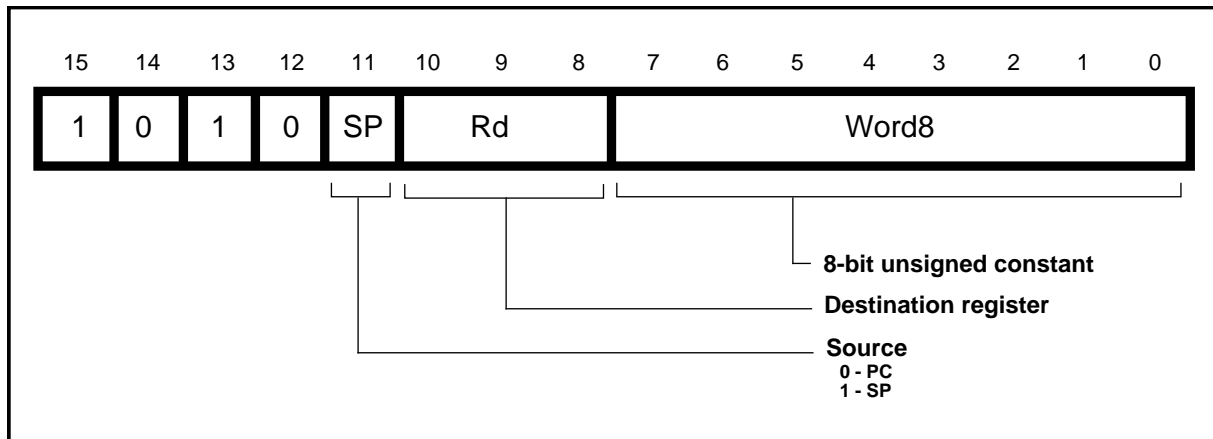 15 14 13 12 11 10 9 8 7 6 5 4 3 2 1 0
1 0 1 0 SP Rd Word8
8-bit unsigned constant
Destination register
Source
0 - PC
1 - SP